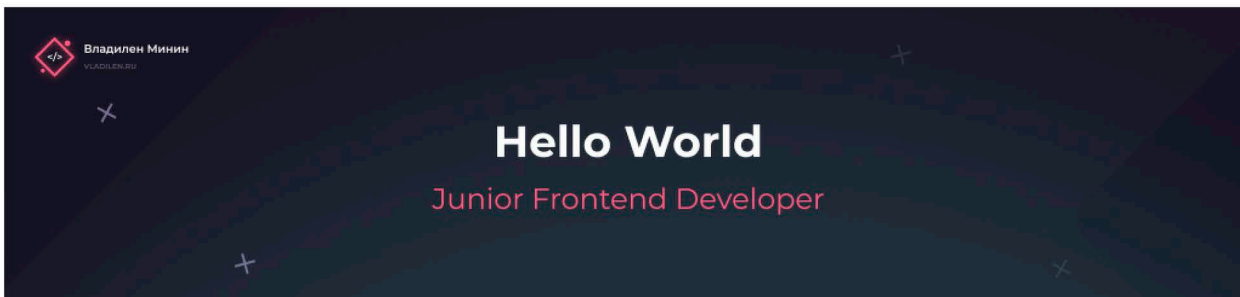 </>
Владилен Минин
VLADILEN.RU
Hello World
Junior Frontend Developer